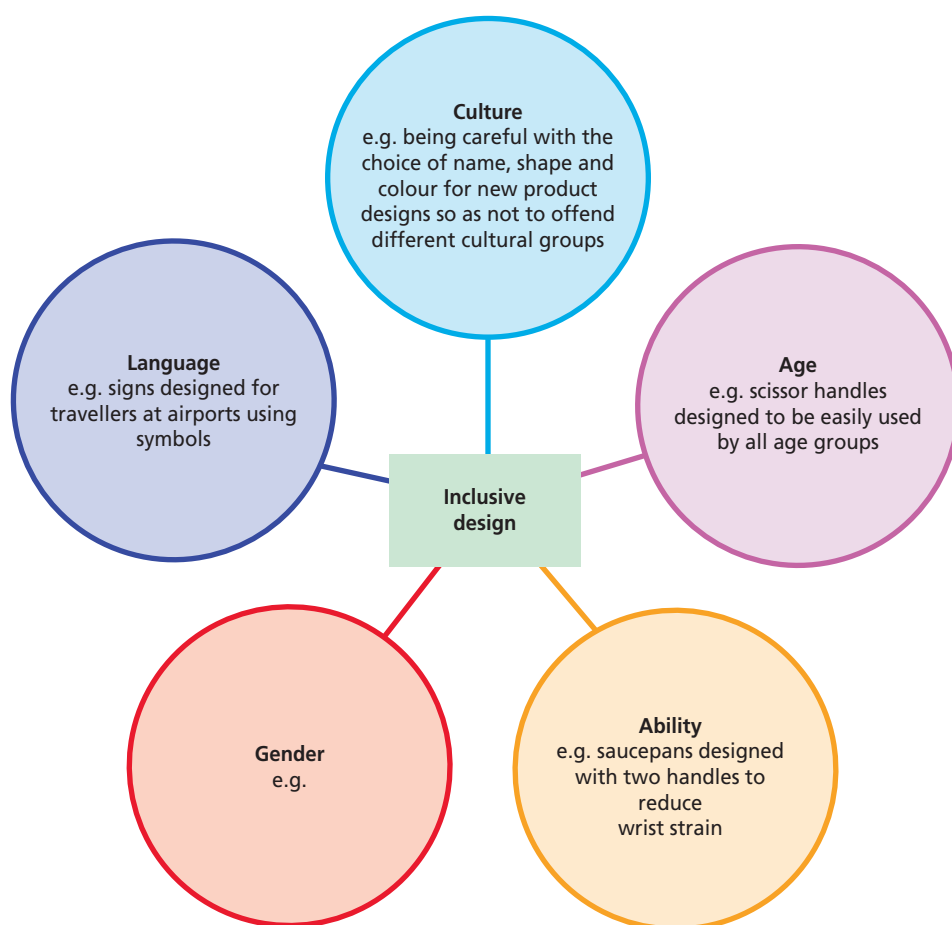 Culture
e.g. being careful with the
choice of name, shape and
colour for new product
designs so as not to offend
different cultural groups
Language
e.g. signs designed for
travellers at airports using
symbols
Age
e.g. scissor handles
designed to be easily used
by all age groups
Inclusive
design
Gender
e.g.
Ability
e.g. saucepans designed
with two handles to
reduce
wrist strain